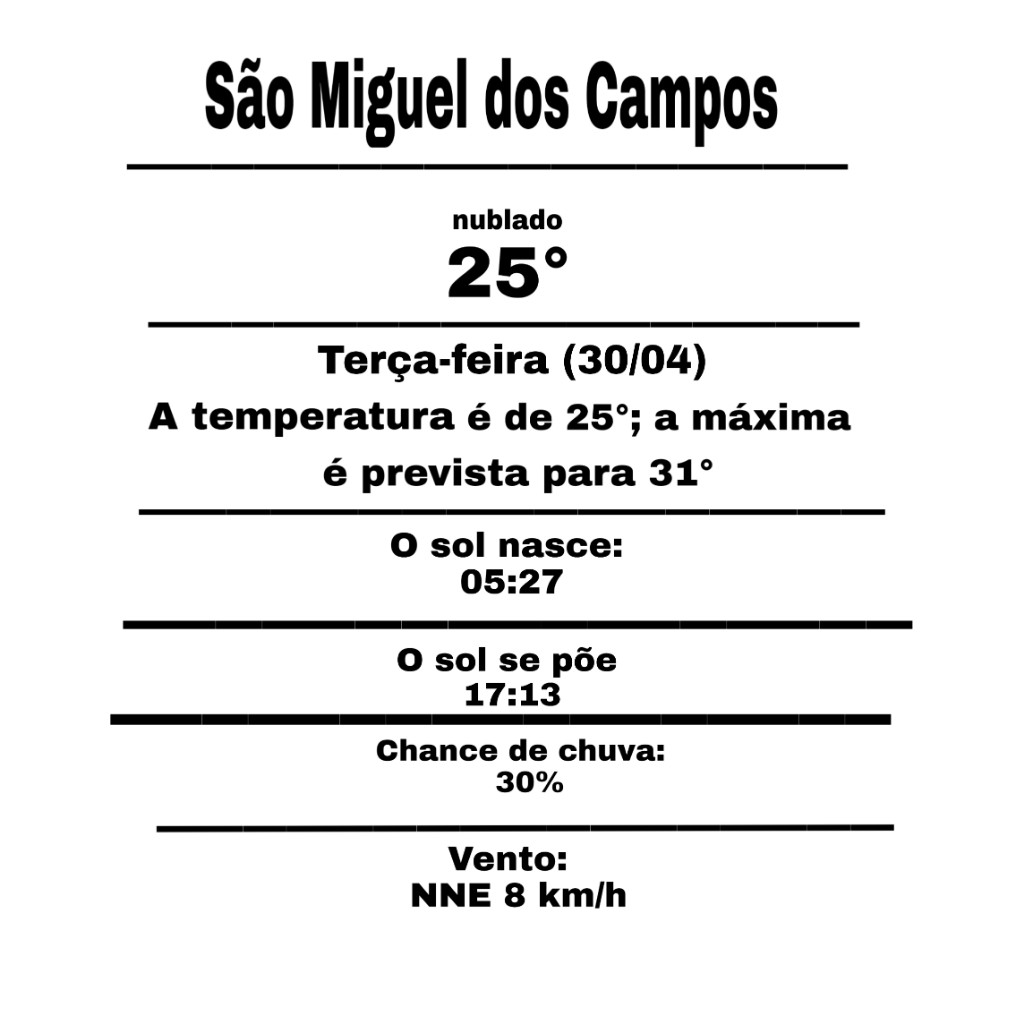 São Miguel dos Campos
nublado
25°
Terça-feira (30/04)
A temperatura é de 25°; a máxima
é prevista para 31°
O sol nasce:
05:27
O sol se põe
17:13
Chance de chuva:
30%
Vento:
NNE 8 km/h